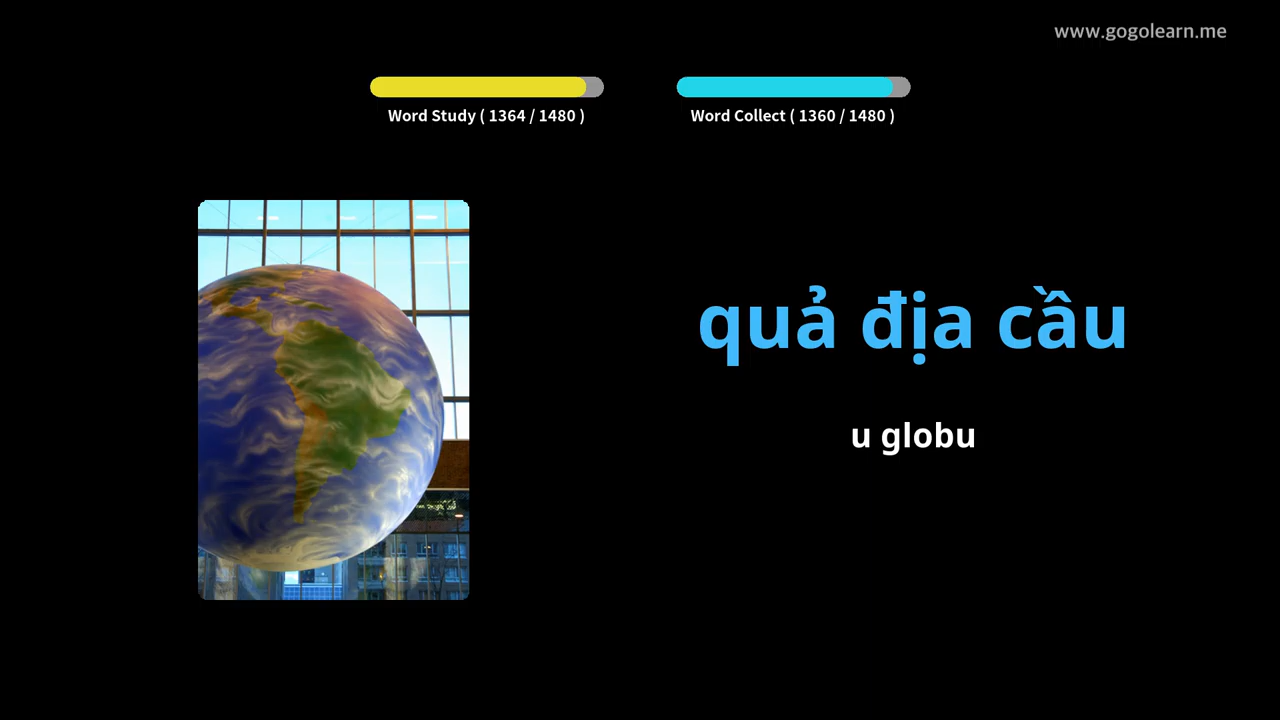 www.gogolearn.me
Word Study ( 1364 / 1480 )
Word Collect ( 1360 / 1480 )
quả địa cầu
u globu